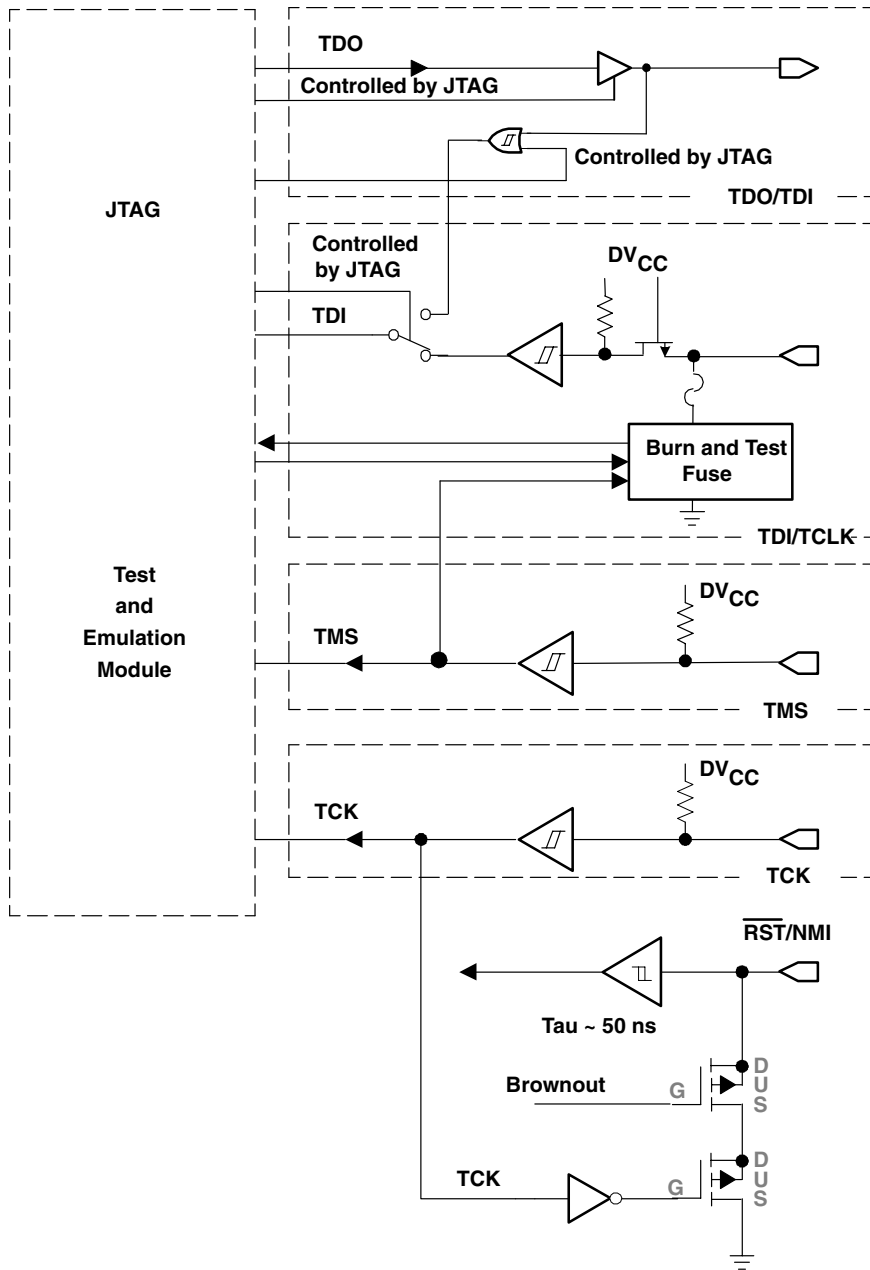 TDO
Controlled by JTAG
Controlled by JTAG
TDO/TDI
JTAG
Controlled
by JTAG
TDI
DVCC
Burn and Test
Fuse
TDI/TCLK
Test
and
Emulation
Module
DVCC
TMS
TMS
DVCC
TCK
TCK
RST/NMI
Tau ~ 50 ns
Brownout
G
D
U
S
TCK
G
D
U
S